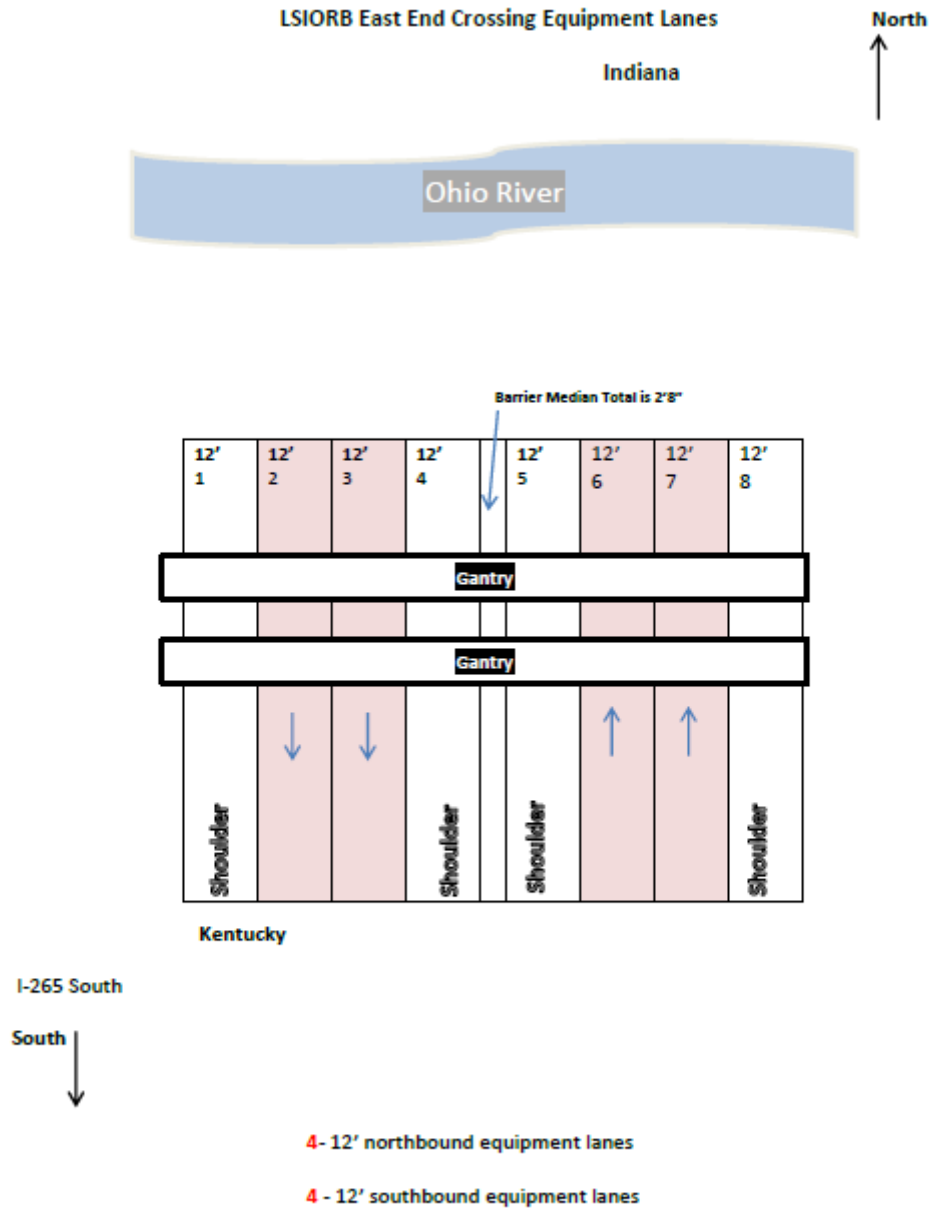 LSIORB East End Crossing Equipment Lanes
North
Indiana
Ohio River
Barrier Median Total is 2'8"
12' 12' 12' 12' 12' 12' 12' 12'
1 2 3 4 5 6 7 8
Gantry
Gantry
Shoulder Shoulder Shoulder Shoulder
Kentucky
I-265 South
South
4- 12' northbound equipment lanes
4 - 12' southbound equipment lanes